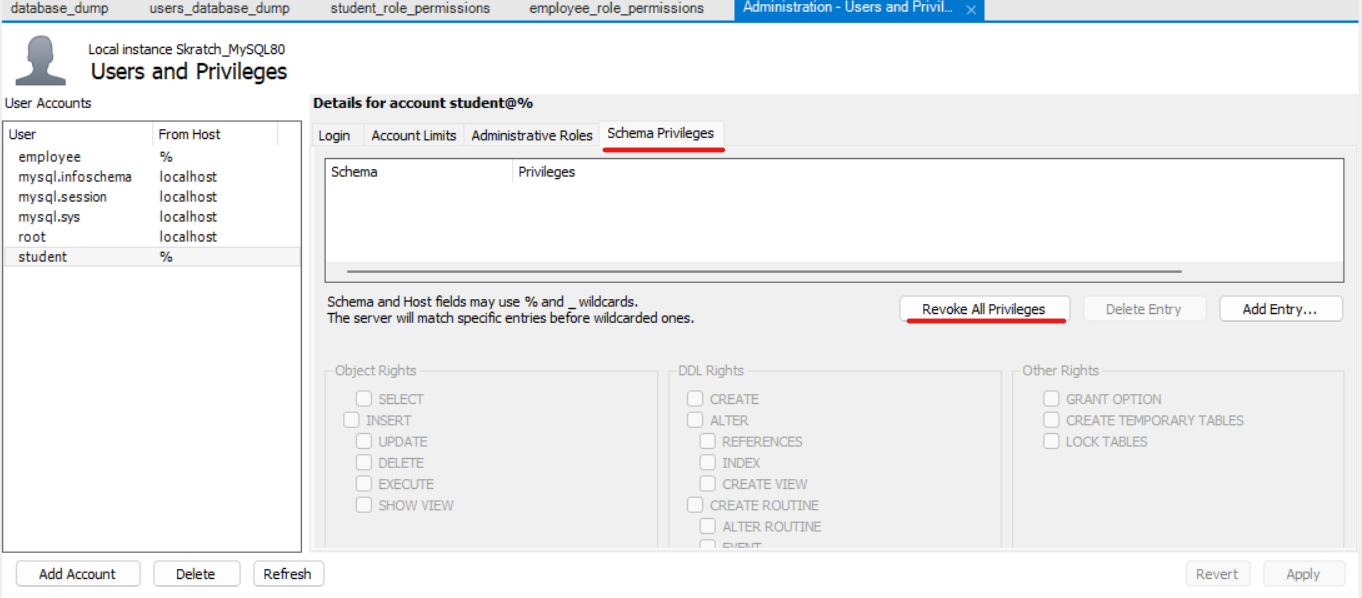 database_dump users_database_dump student_role_permissions employee_role_permissions Administration - Users and Privil... ×
Local instance Skratch_MySQL80
Users and Privileges
User Accounts
User From Host
employee %
mysql.infoschema localhost
mysql.session localhost
mysql.sys localhost
root localhost
student %
Add Account Delete Refresh
Details for account student@%
Login Account Limits Administrative Roles Schema Privileges
Schema Privileges
Schema and Host fields may use % and _ wildcards.
The server will match specific entries before wildcarded ones.
Revoke All Privileges Delete Entry Add Entry...
Object Rights
SELECT
INSERT
UPDATE
DELETE
EXECUTE
SHOW VIEW
DDL Rights
CREATE
ALTER
REFERENCES
INDEX
CREATE VIEW
CREATE ROUTINE
ALTER ROUTINE
EVENT
Other Rights
GRANT OPTION
CREATE TEMPORARY TABLES
LOCK TABLES
Revert Apply